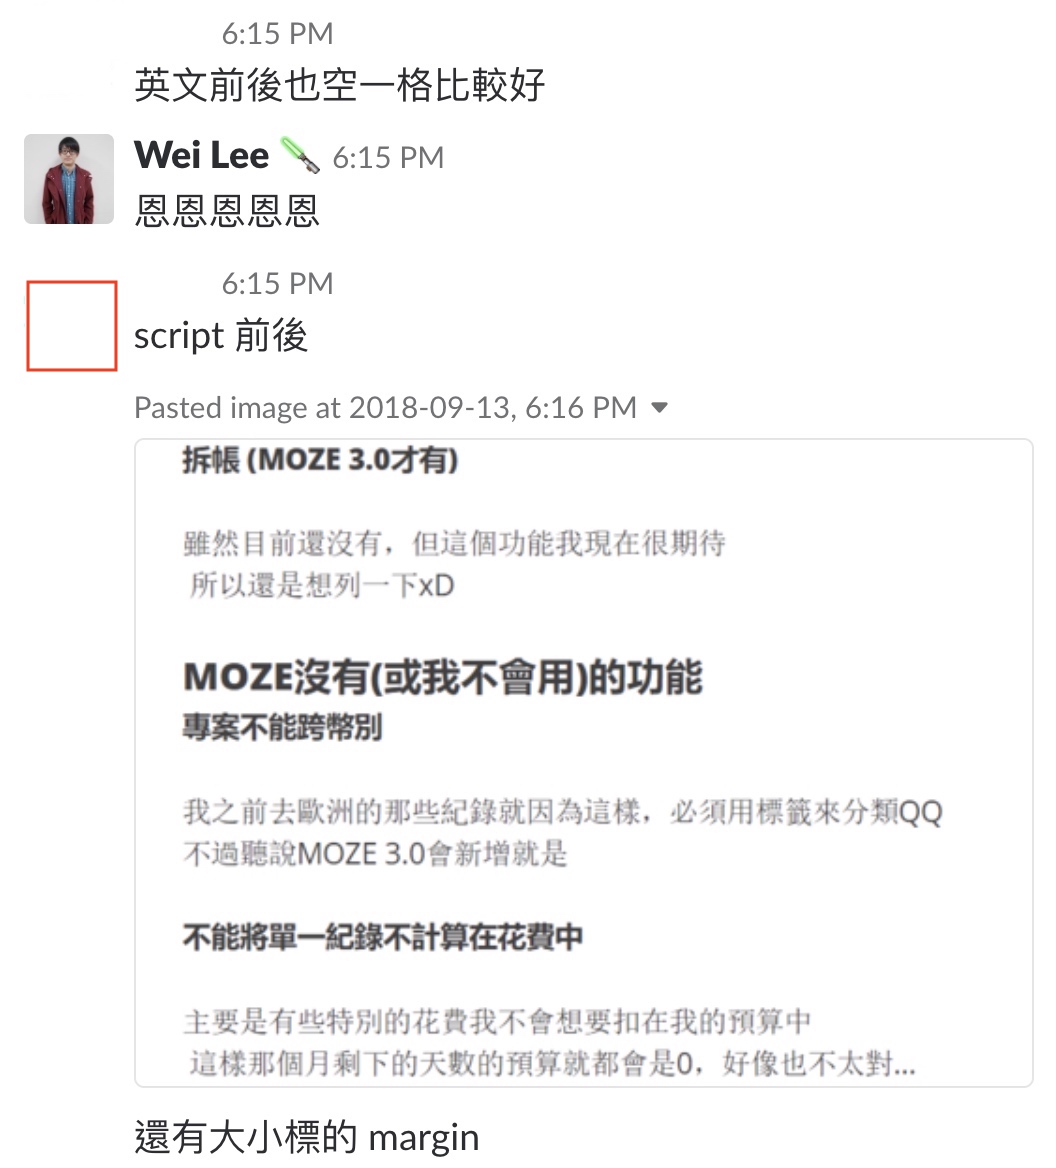 6:15 PM
英文前後也空一格比較好
Wei Lee 6:15 PM
恩恩恩恩恩
6:15 PM
script 前後
Pasted image at 2018-09-13, 6:16 PM
拆帳 (MOZE 3.0才有)
雖然目前還沒有，但這個功能我現在很期待
所以還是想列一下xD
MOZE沒有(或我不會用)的功能
專案不能跨幣別
我之前去歐洲的那些紀錄就因為這樣，必須用標籤來分類QQ
不過聽說MOZE 3.0會新增就是
不能將單一紀錄不計算在花費中
主要是有些特別的花費我不會想要扣在我的預算中
這樣那個月剩下的天數的預算就都會是0，好像也不太對...
還有大小標的 margin